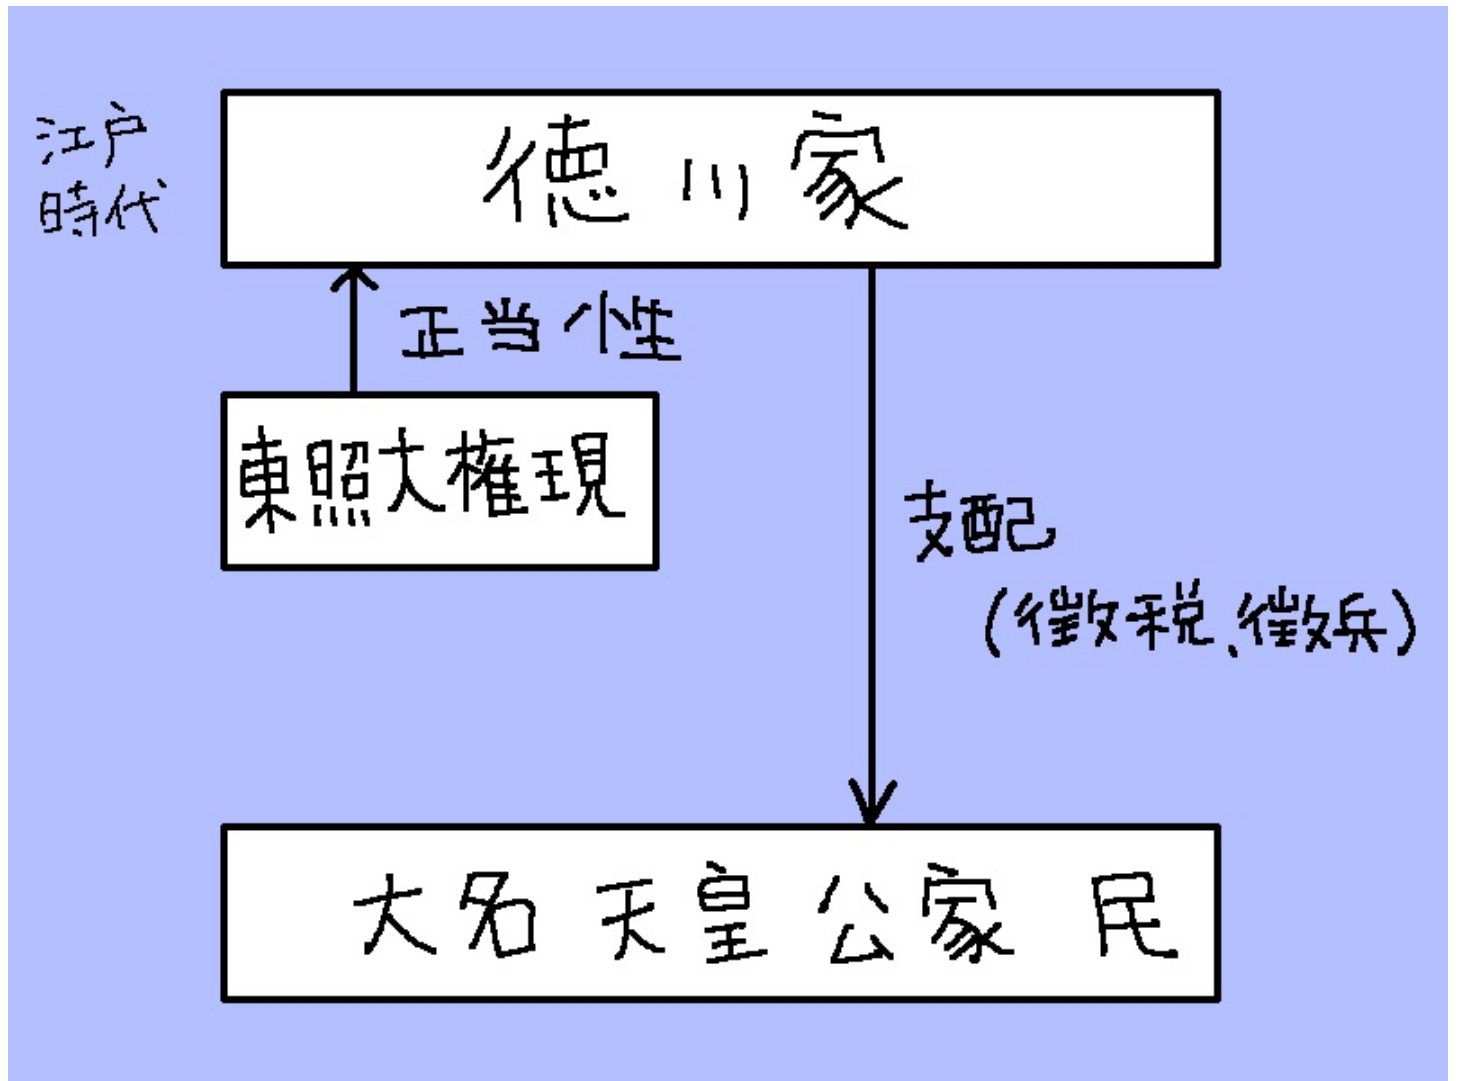 江戸
時代
徳川家
正当性
東照大権現
支配
(徴税、徴兵)
大名 天皇 公家 民